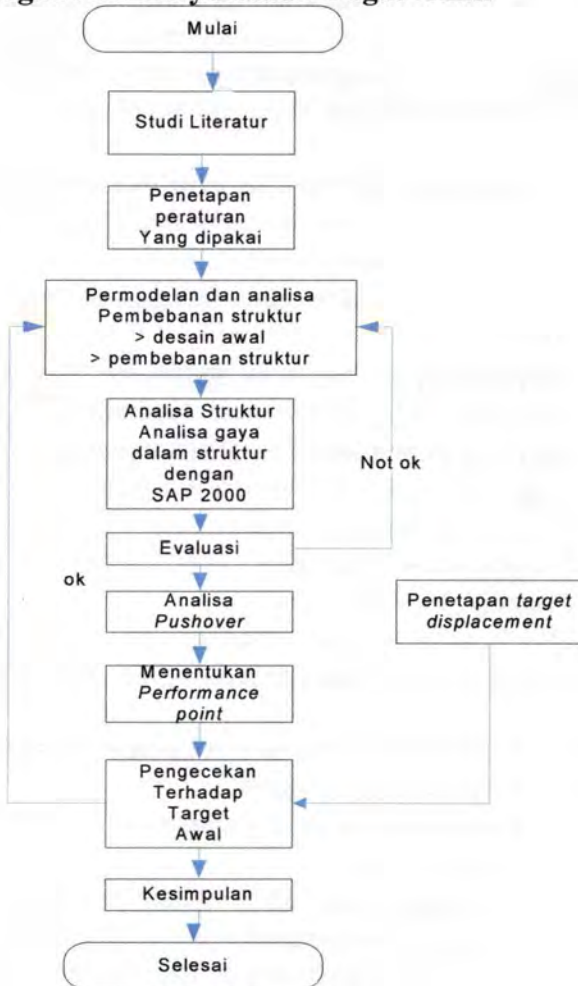 Mulai
Studi Literatur
Penetapan
peraturan
Yang dipakai
Permodelan dan analisa
Pembebanan struktur
> desain awal
> pembebanan struktur
Analisa Struktur
Analisa gaya
dalam struktur
dengan
SAP 2000
Not ok
Evaluasi
ok
Analisa
Pushover
Penetapan target
displacement
Menentukan
Performance
point
Pengecekan
Terhadap
Target
Awal
Kesimpulan
Selesai